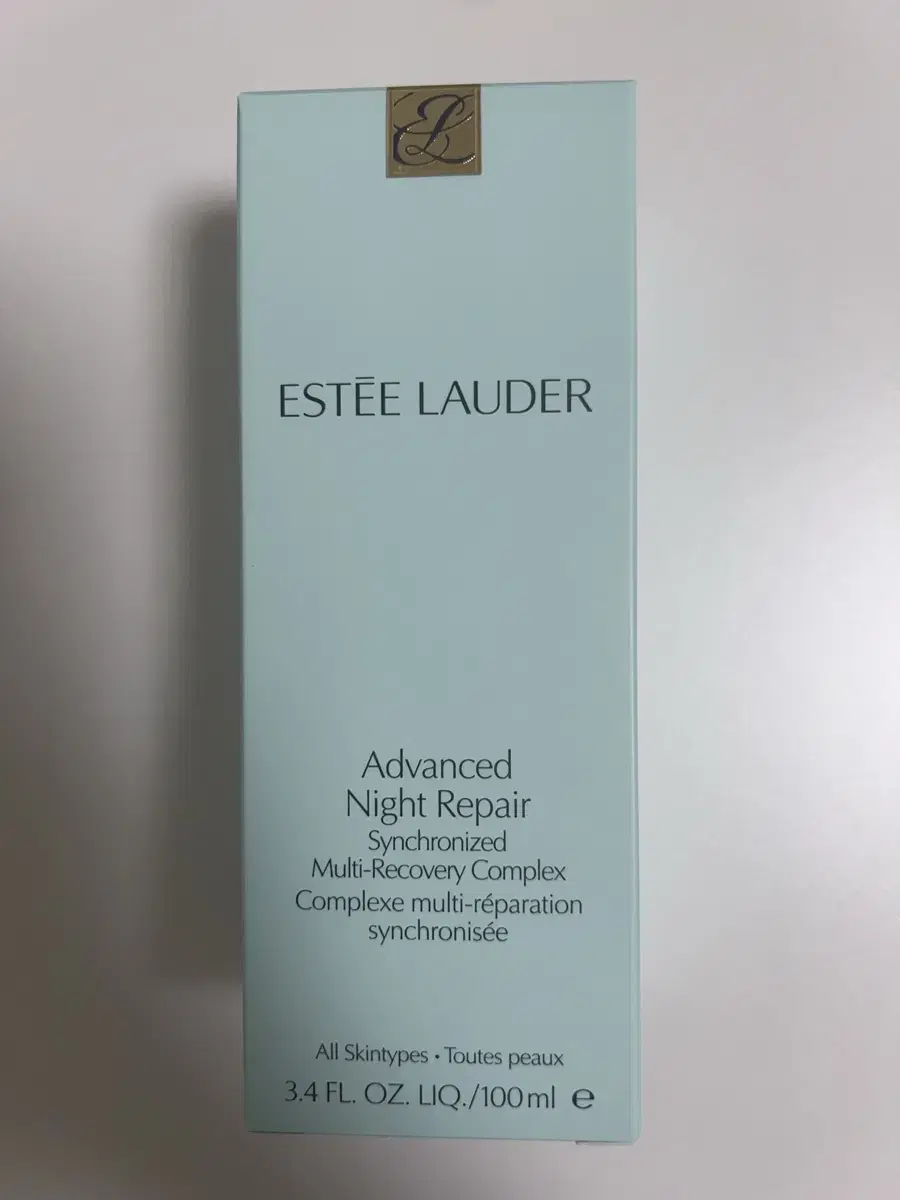 EL
ESTĒE LAUDER
Advanced
Night Repair
Synchronized
Multi-Recovery Complex
Complexe multi-réparation
synchronisée
All Skintypes • Toutes peaux
3.4 FL. OZ. LIQ./100ml ℮